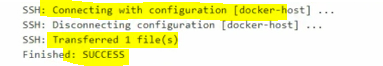 SSH: Connecting with configuration [docker-host] ...
SSH: Disconnecting configuration [docker-host] ...
SSH: Transferred 1 file(s)
Finished: SUCCESS